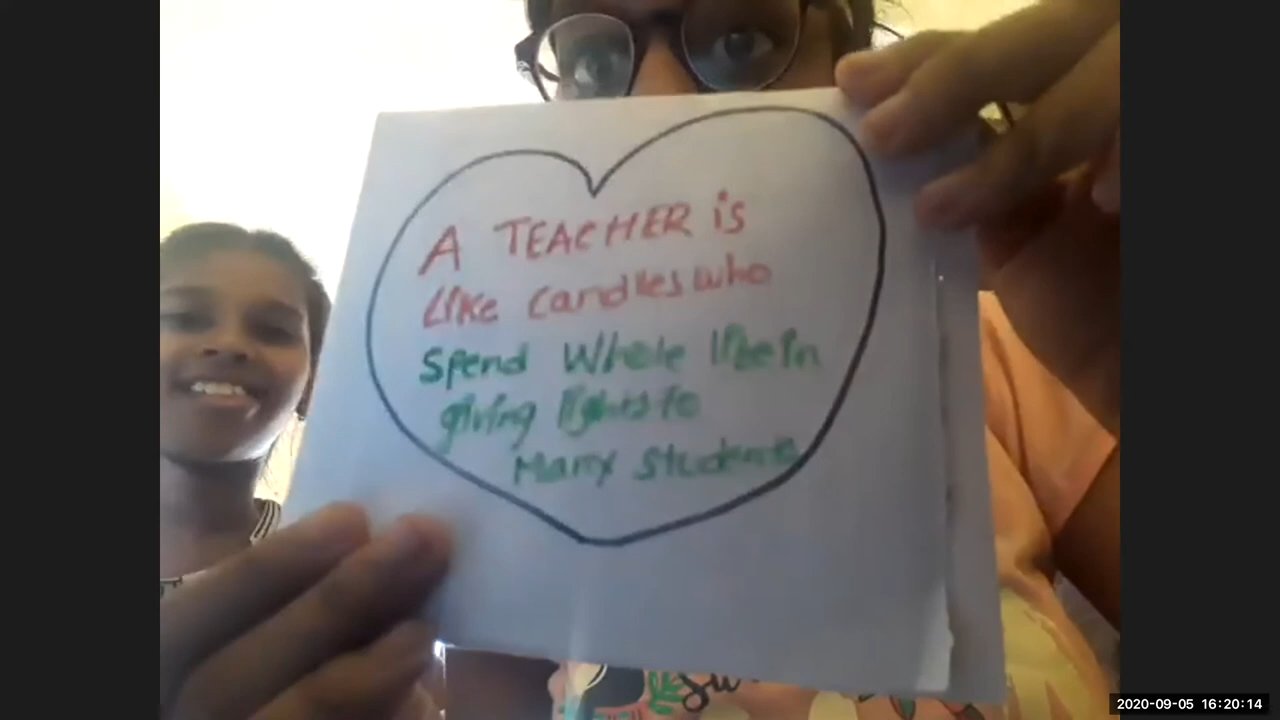 A TEACHER is
Like candles who
Spend Whole life in
giving lights to
Many students
Su
2020-09-05 16:20:14